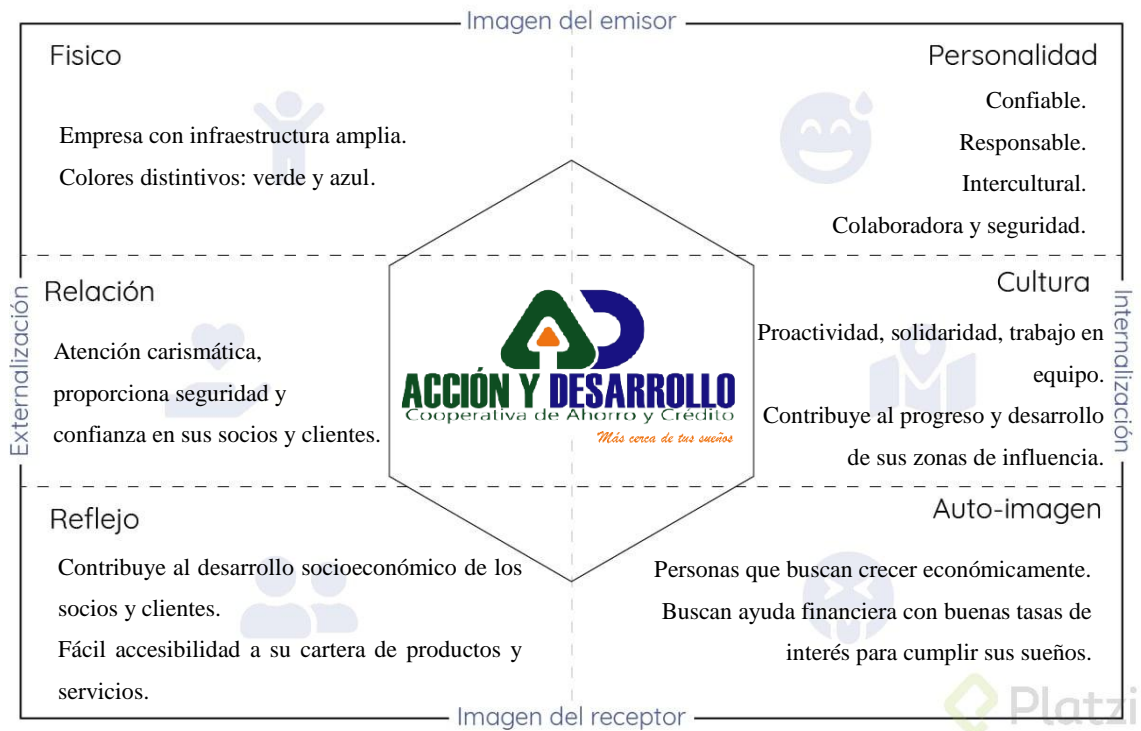 Imagen del emisor
Fisico
Empresa con infraestructura amplia.
Colores distintivos: verde y azul.
Personalidad
Confiable.
Responsable.
Intercultural.
Colaboradora y seguridad.
Externalización
Relación
Atención carismática,
proporciona seguridad y
confianza en sus socios y clientes.
AD
ACCIÓN Y DESARROLLO
Cooperativa de Ahorro y Crédito
Más cerca de tus sueños
Cultura
Proactividad, solidaridad, trabajo en
equipo.
Contribuye al progreso y desarrollo
de sus zonas de influencia.
Internalización
Reflejo
Contribuye al desarrollo socioeconómico de los
socios y clientes.
Fácil accesibilidad a su cartera de productos y
servicios.
Auto-imagen
Personas que buscan crecer económicamente.
Buscan ayuda financiera con buenas tasas de
interés para cumplir sus sueños.
Imagen del receptor
Platzi